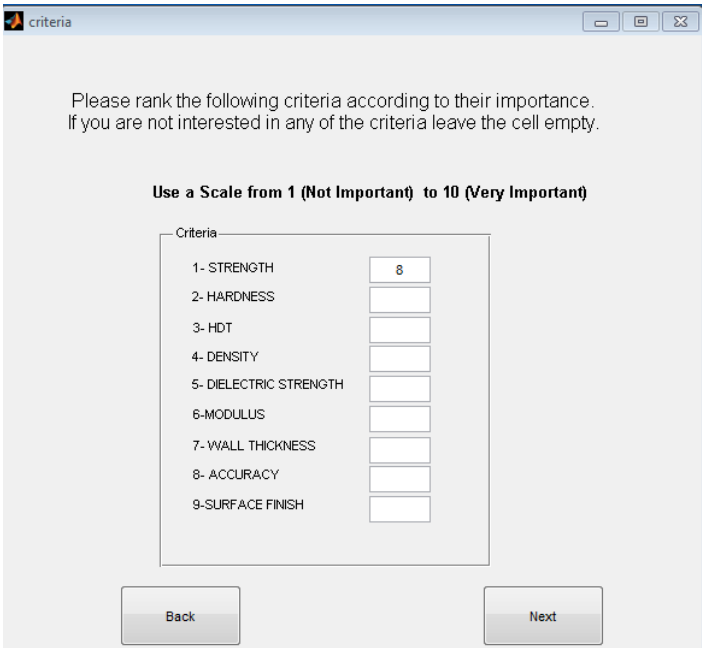 criteria
Please rank the following criteria according to their importance.
If you are not interested in any of the criteria leave the cell empty.
Use a Scale from 1 (Not Important)  to 10 (Very Important)
Criteria
1- STRENGTH 8
2- HARDNESS
3- HDT
4- DENSITY
5- DIELECTRIC STRENGTH
6-MODULUS
7- WALL THICKNESS
8- ACCURACY
9-SURFACE FINISH
Back Next